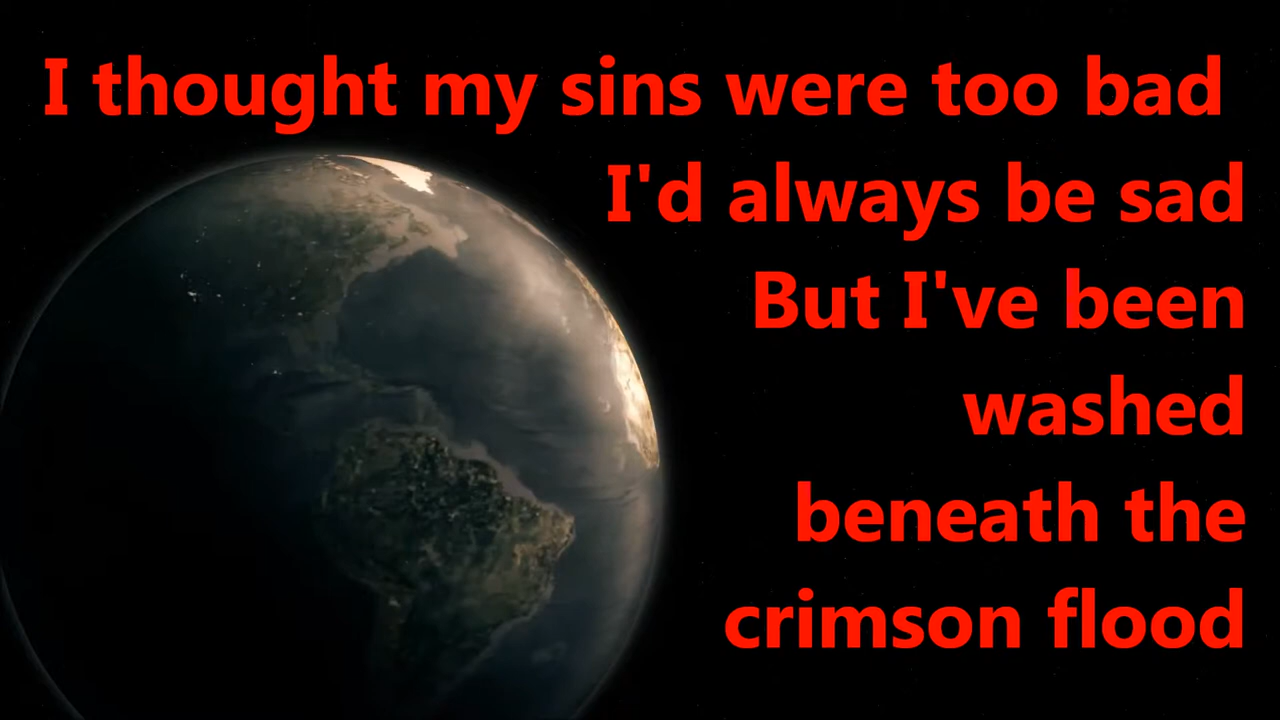 I thought my sins were too bad
I'd always be sad
But I've been
washed
beneath the
crimson flood